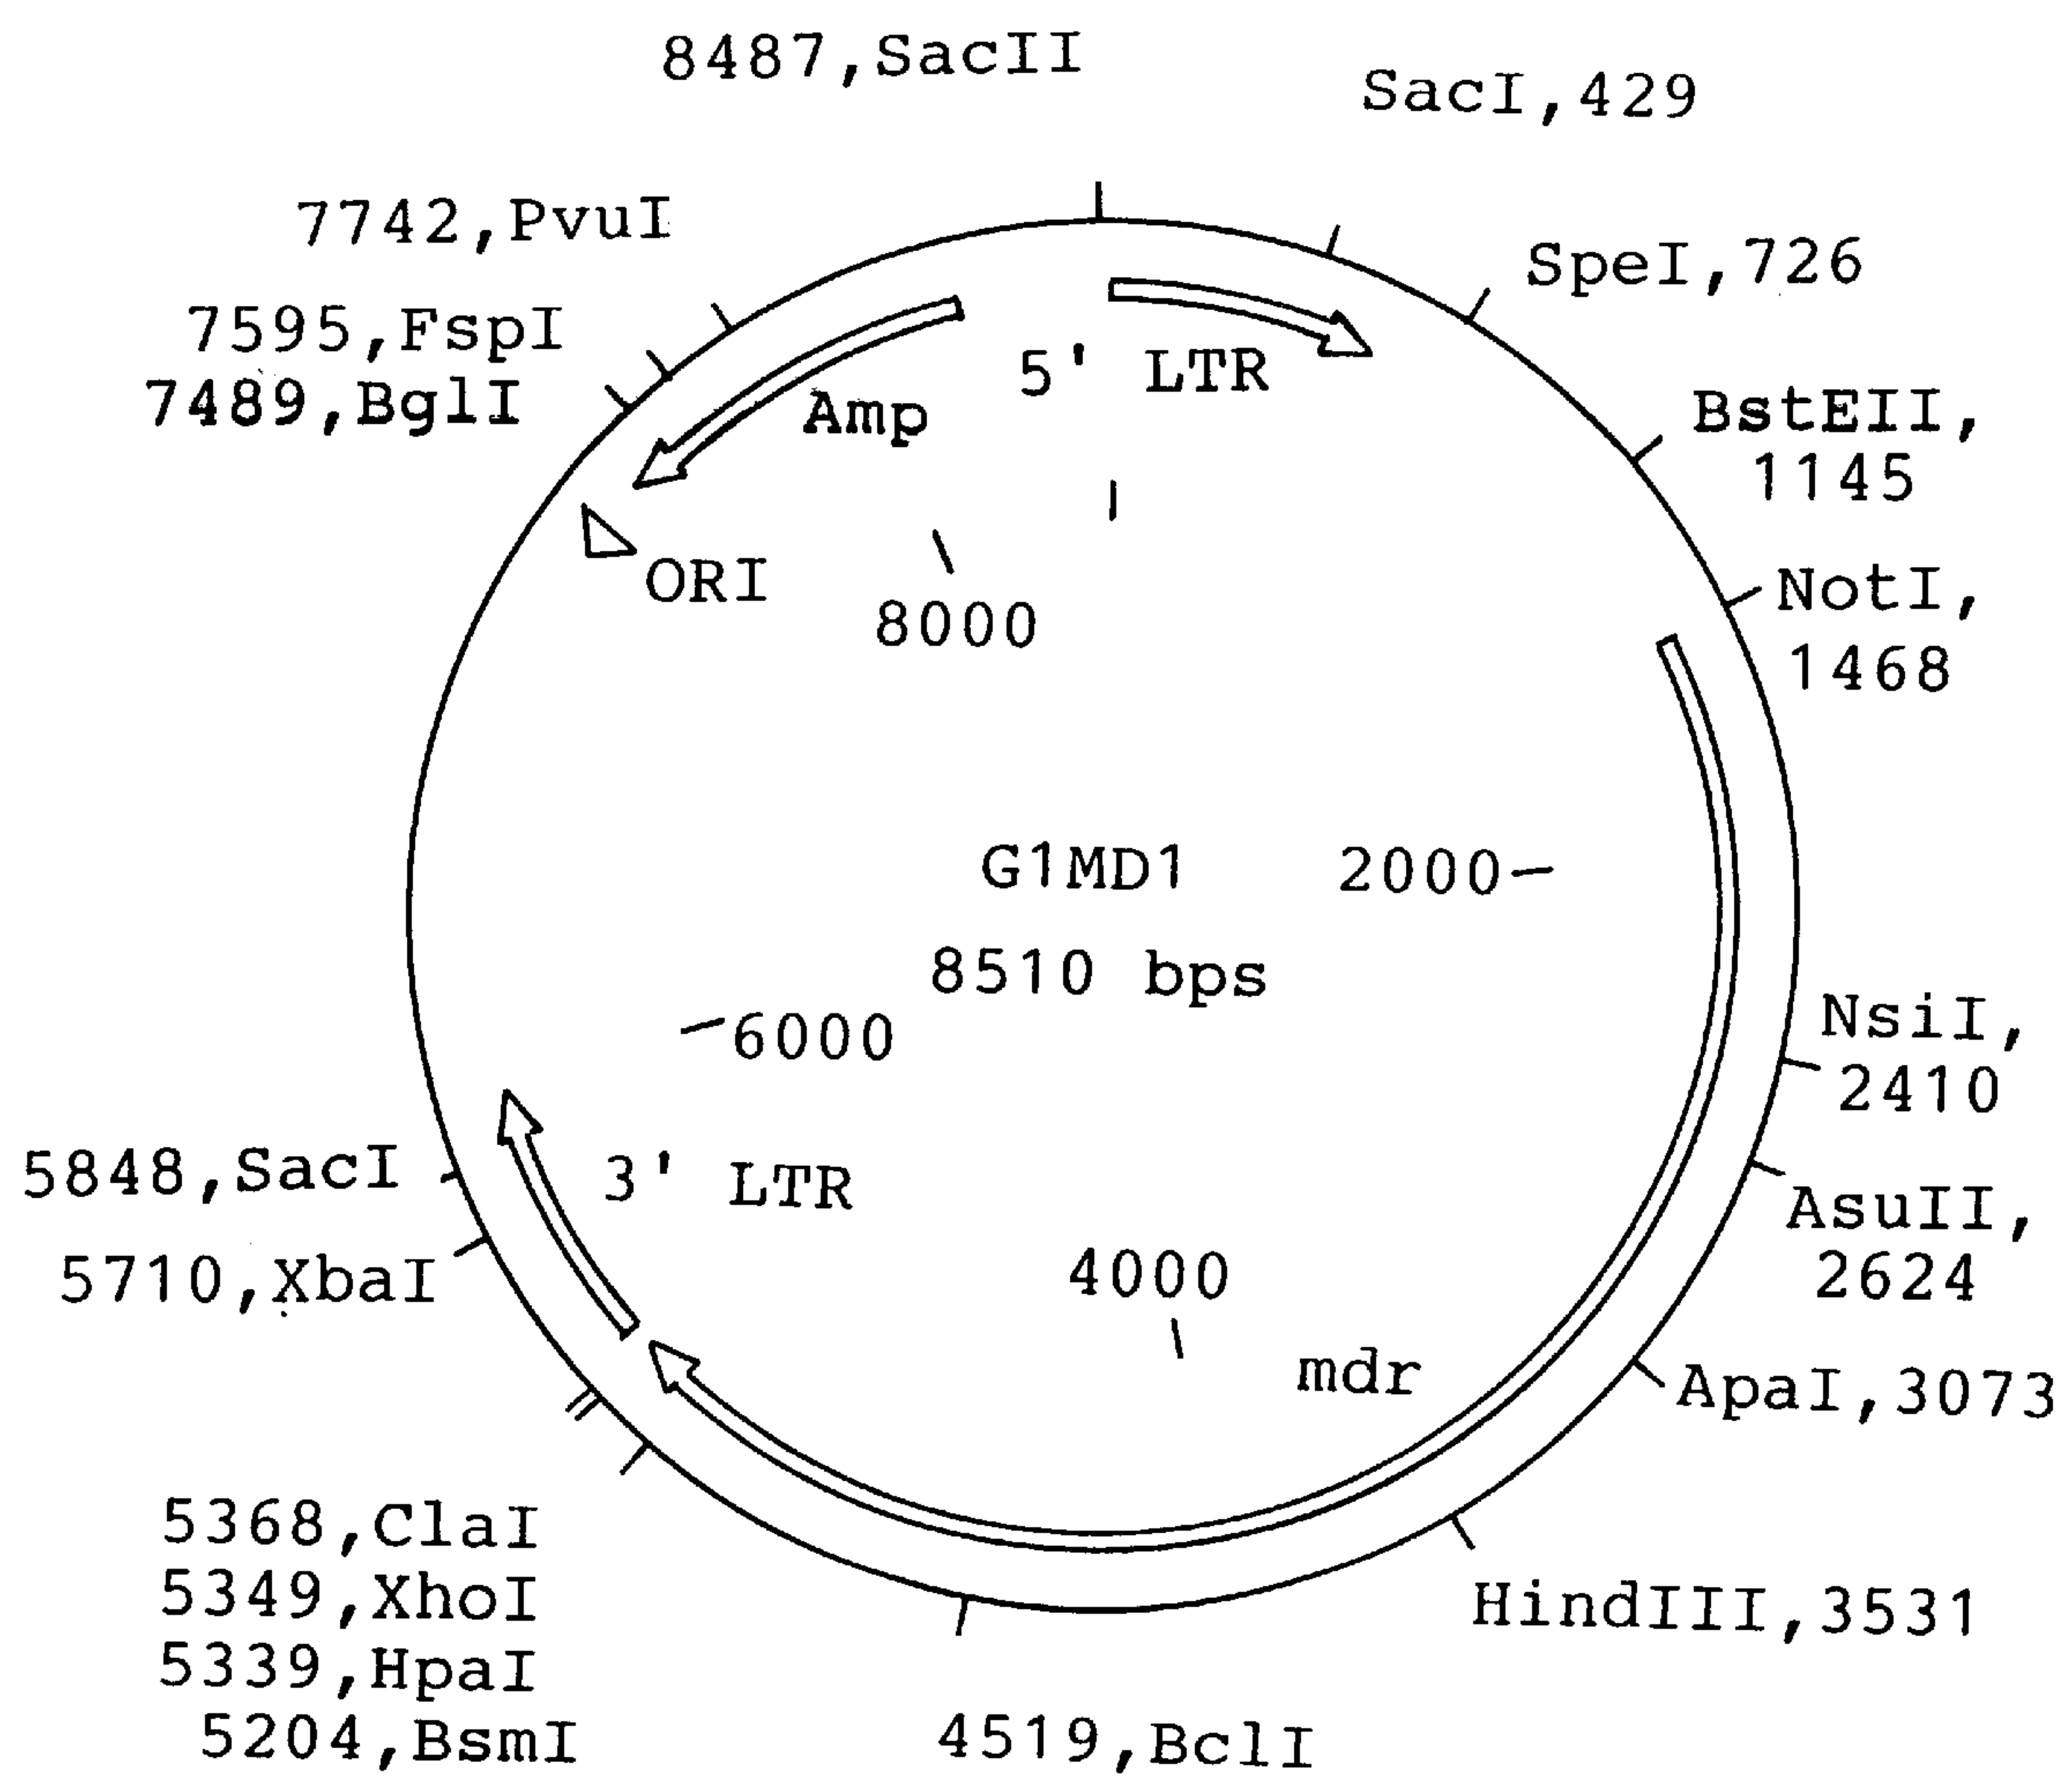 8487,SacII
SacI,429
7742,PvuI
SpeI,726
7595,FspI
7489,BglI
5' LTR
Amp
BstEII,
1145
ORI
8000
NotI,
1468
G1MD1
2000
8510 bps
6000
NsiI,
2410
5848,SacI
3' LTR
AsuII,
2624
5710,XbaI
4000
mdr
ApaI,3073
5368,ClaI
5349,XhoI
5339,HpaI
5204,BsmI
HindIII,3531
4519,BclI